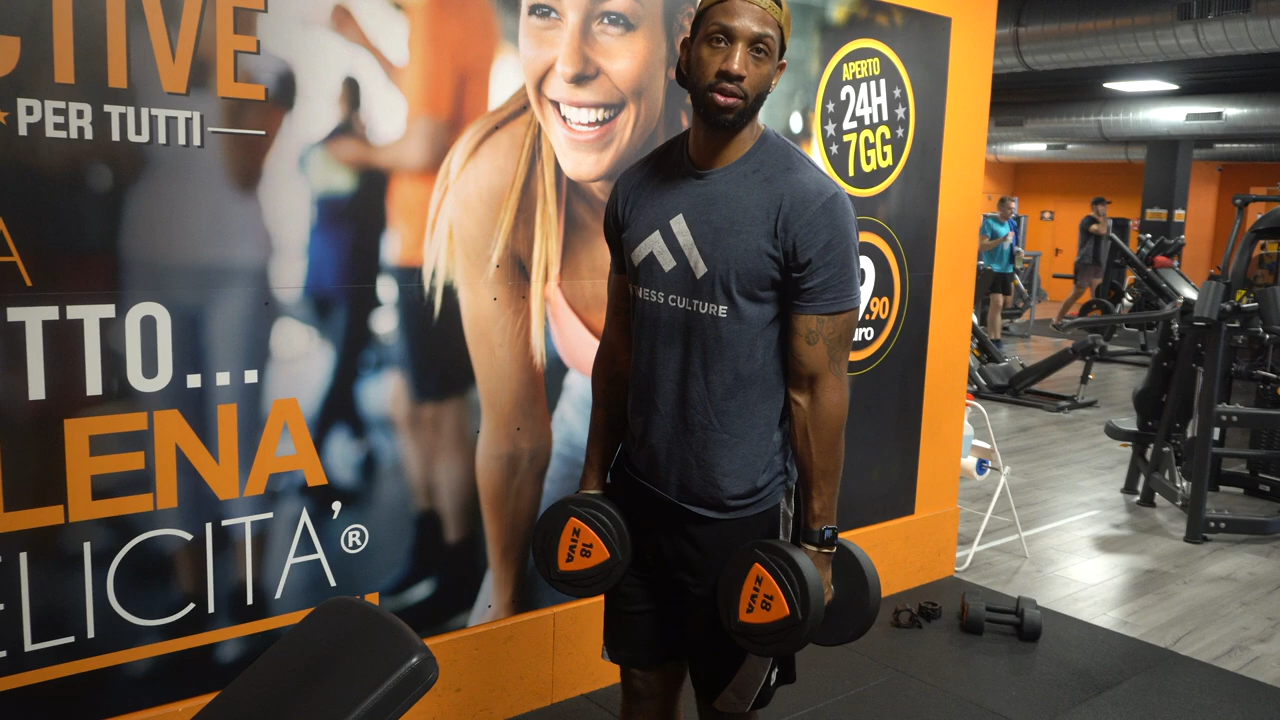 CTIVE
PER TUTTI
A
TTO...
LENA
ELICITA'®
APERTO
24H
7GG
9.90
uro
NESS CULTURE
18
ZIVA
18
ZIVA